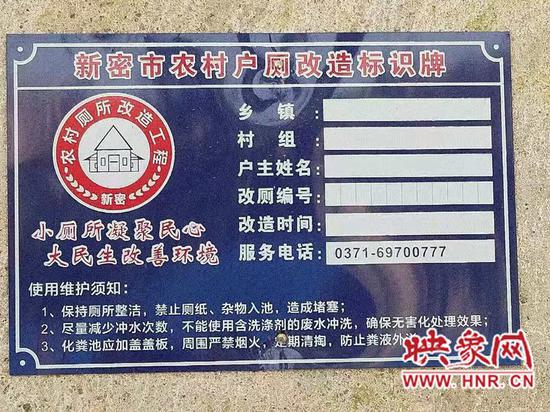 新密市农村户厕改造标识牌
农村厕所改造工程
新密
小厕所凝聚民心
大民生改善环境
乡 镇：
村 组：
户主姓名：
改厕编号：
改造时间：
服务电话： 0371-69700777
使用维护须知：
1、保持厕所整洁，禁止厕纸、杂物入池，造成堵塞；
2、尽量减少冲水次数，不能使用含洗涤剂的废水冲洗，确保无害化处理效果；
3、化粪池应加盖盖板，周围严禁烟火，定期清掏，防止粪液外
映象网
WWW.HNR.CN